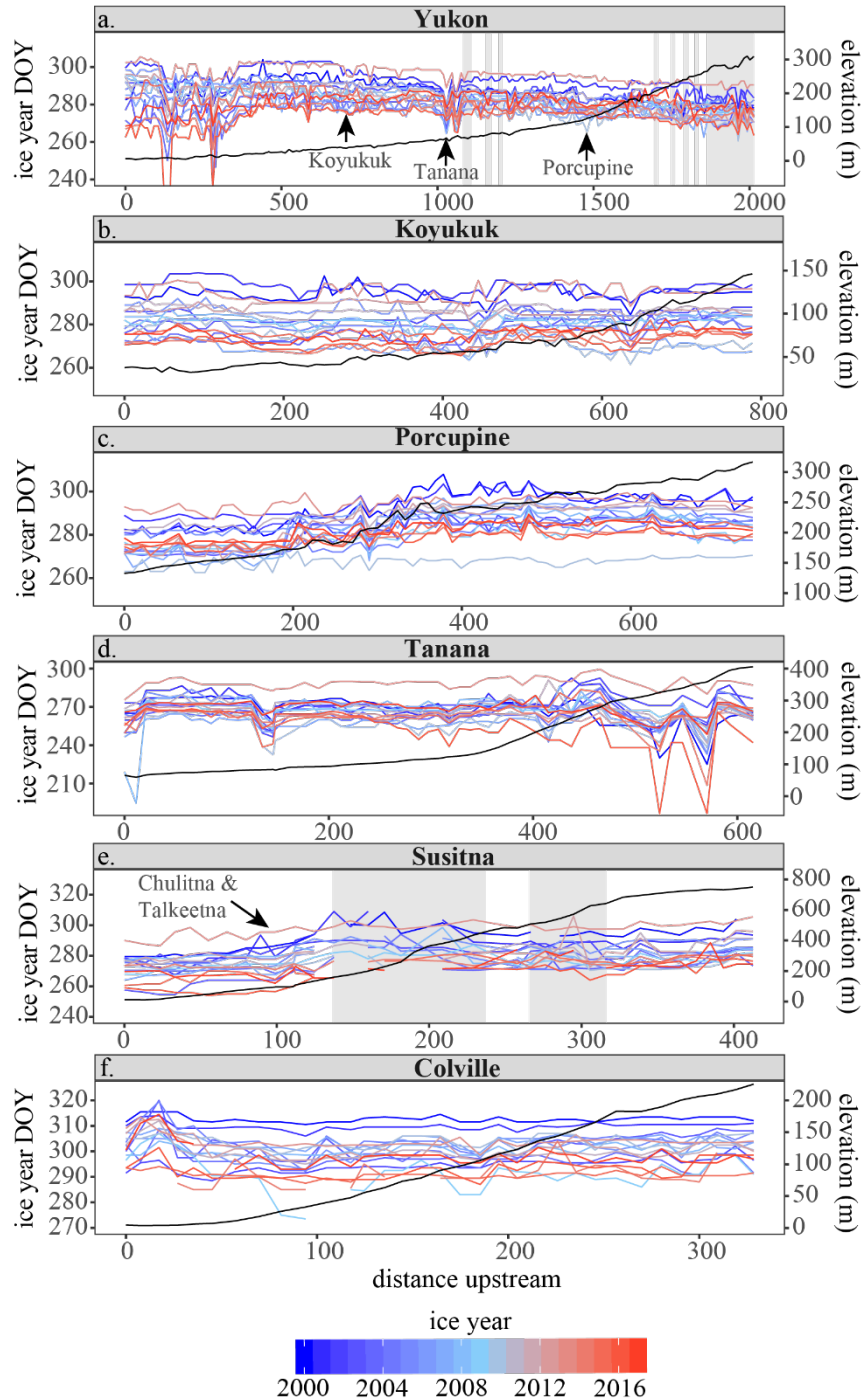 a. Yukon
ice year DOY
300
280
260
240
elevation (m)
300
200
100
0
Koyukuk
Tanana
Porcupine
0 500 1000 1500 2000
b. Koyukuk
ice year DOY
300
280
260
elevation (m)
150
100
50
0 200 400 600 800
c. Porcupine
ice year DOY
300
280
260
elevation (m)
300
250
200
150
100
0 200 400 600
d. Tanana
ice year DOY
300
270
240
210
elevation (m)
400
300
200
100
0
0 200 400 600
e. Susitna
ice year DOY
320
300
280
260
240
elevation (m)
800
600
400
200
0
Chulitna &
Talkeetna
0 100 200 300 400
f. Colville
ice year DOY
320
310
300
290
280
270
elevation (m)
200
150
100
50
0
0 100 200 300
distance upstream
ice year
2000 2004 2008 2012 2016